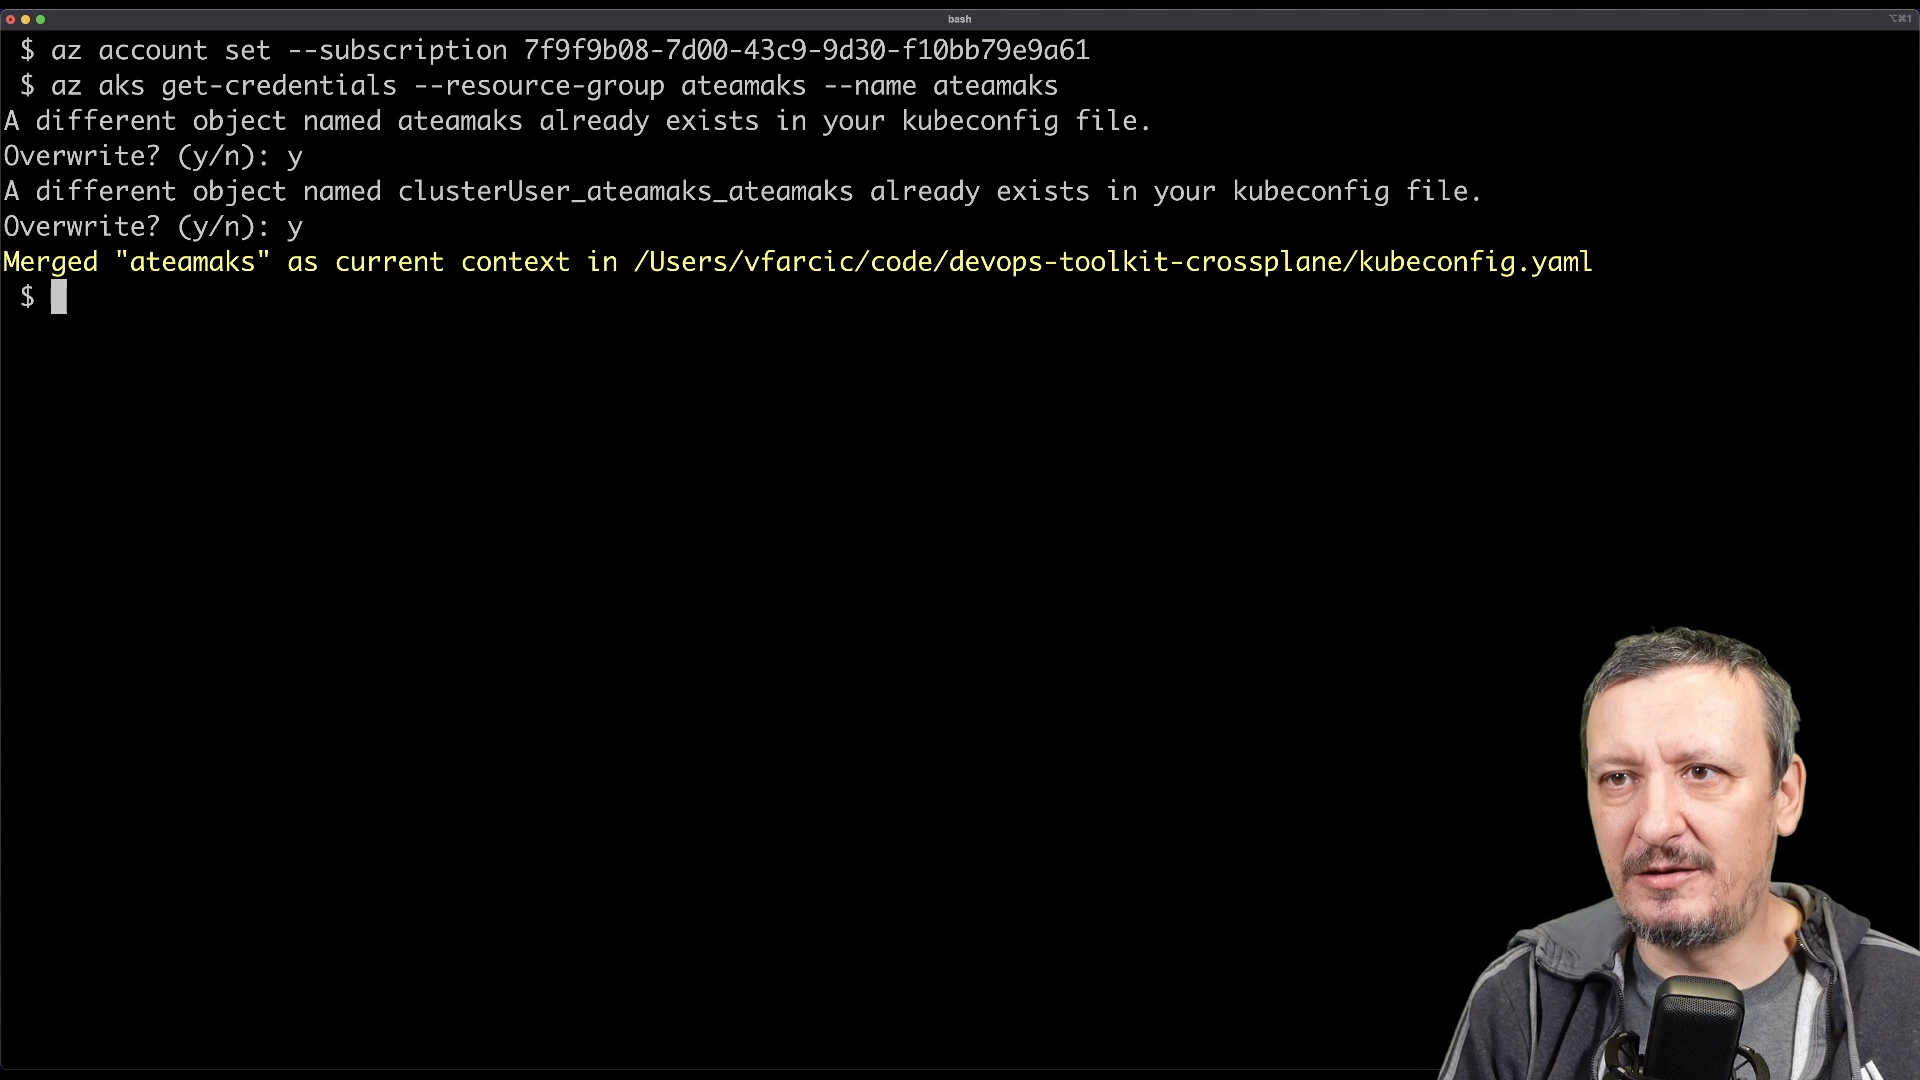 bash
⌥⌘1
$ az account set --subscription 7f9f9b08-7d00-43c9-9d30-f10bb79e9a61
$ az aks get-credentials --resource-group ateamaks --name ateamaks
A different object named ateamaks already exists in your kubeconfig file.
Overwrite? (y/n): y
A different object named clusterUser_ateamaks_ateamaks already exists in your kubeconfig file.
Overwrite? (y/n): y
Merged "ateamaks" as current context in /Users/vfarcic/code/devops-toolkit-crossplane/kubeconfig.yaml
$